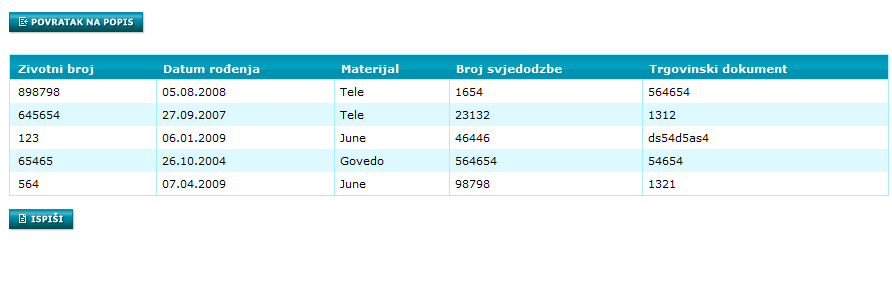 POVRATAK NA POPIS
Zivotni broj Datum rođenja Materijal Broj svjedodzbe Trgovinski dokument
898798 05.08.2008 Tele 1654 564654
645654 27.09.2007 Tele 23132 1312
123 06.01.2009 June 46446 ds54d5as4
65465 26.10.2004 Govedo 564654 54654
564 07.04.2009 June 98798 1321
ISPIŠI